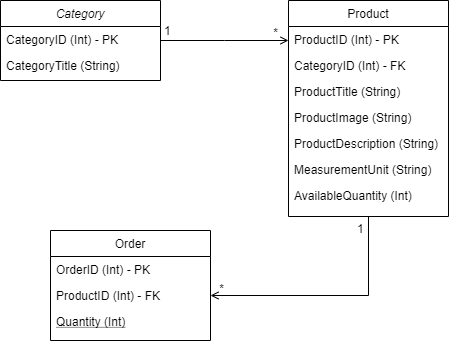 Category
CategoryID (Int) - PK
CategoryTitle (String)
1
*
Product
ProductID (Int) - PK
CategoryID (Int) - FK
ProductTitle (String)
ProductImage (String)
ProductDescription (String)
MeasurementUnit (String)
AvailableQuantity (Int)
1
*
Order
OrderID (Int) - PK
ProductID (Int) - FK
Quantity (Int)